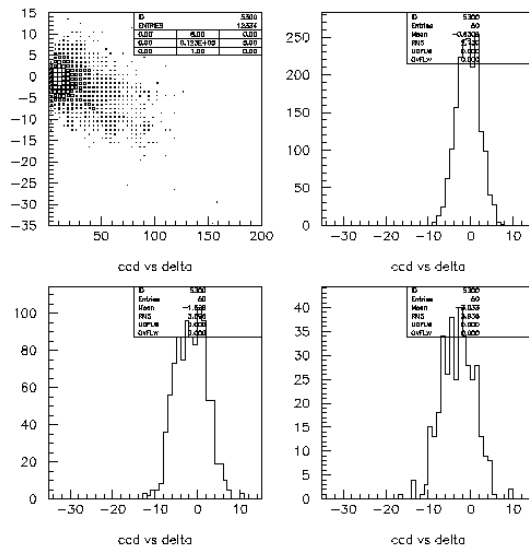 15
10
5
0
−5
−10
−15
−20
−25
−30
−35
50 100 150 200
ID 5300
ENTRIES
0.00 0.00
0.00 0.00
0.00 1.00 0.00
ccd vs delta
250
200
150
100
50
0
−30 −20 −10 0 10
ID 5300
Entries 60
Mean
RMS
UDFLW 0.000
OVFLW 0.000
ccd vs delta
100
80
60
40
20
0
−30 −20 −10 0 10
ID 5300
Entries 60
Mean
RMS
UDFLW 0.000
OVFLW 0.000
ccd vs delta
40
35
30
25
20
15
10
5
0
−30 −20 −10 0 10
ID 5300
Entries 60
Mean
RMS
UDFLW 0.000
OVFLW 0.000
ccd vs delta